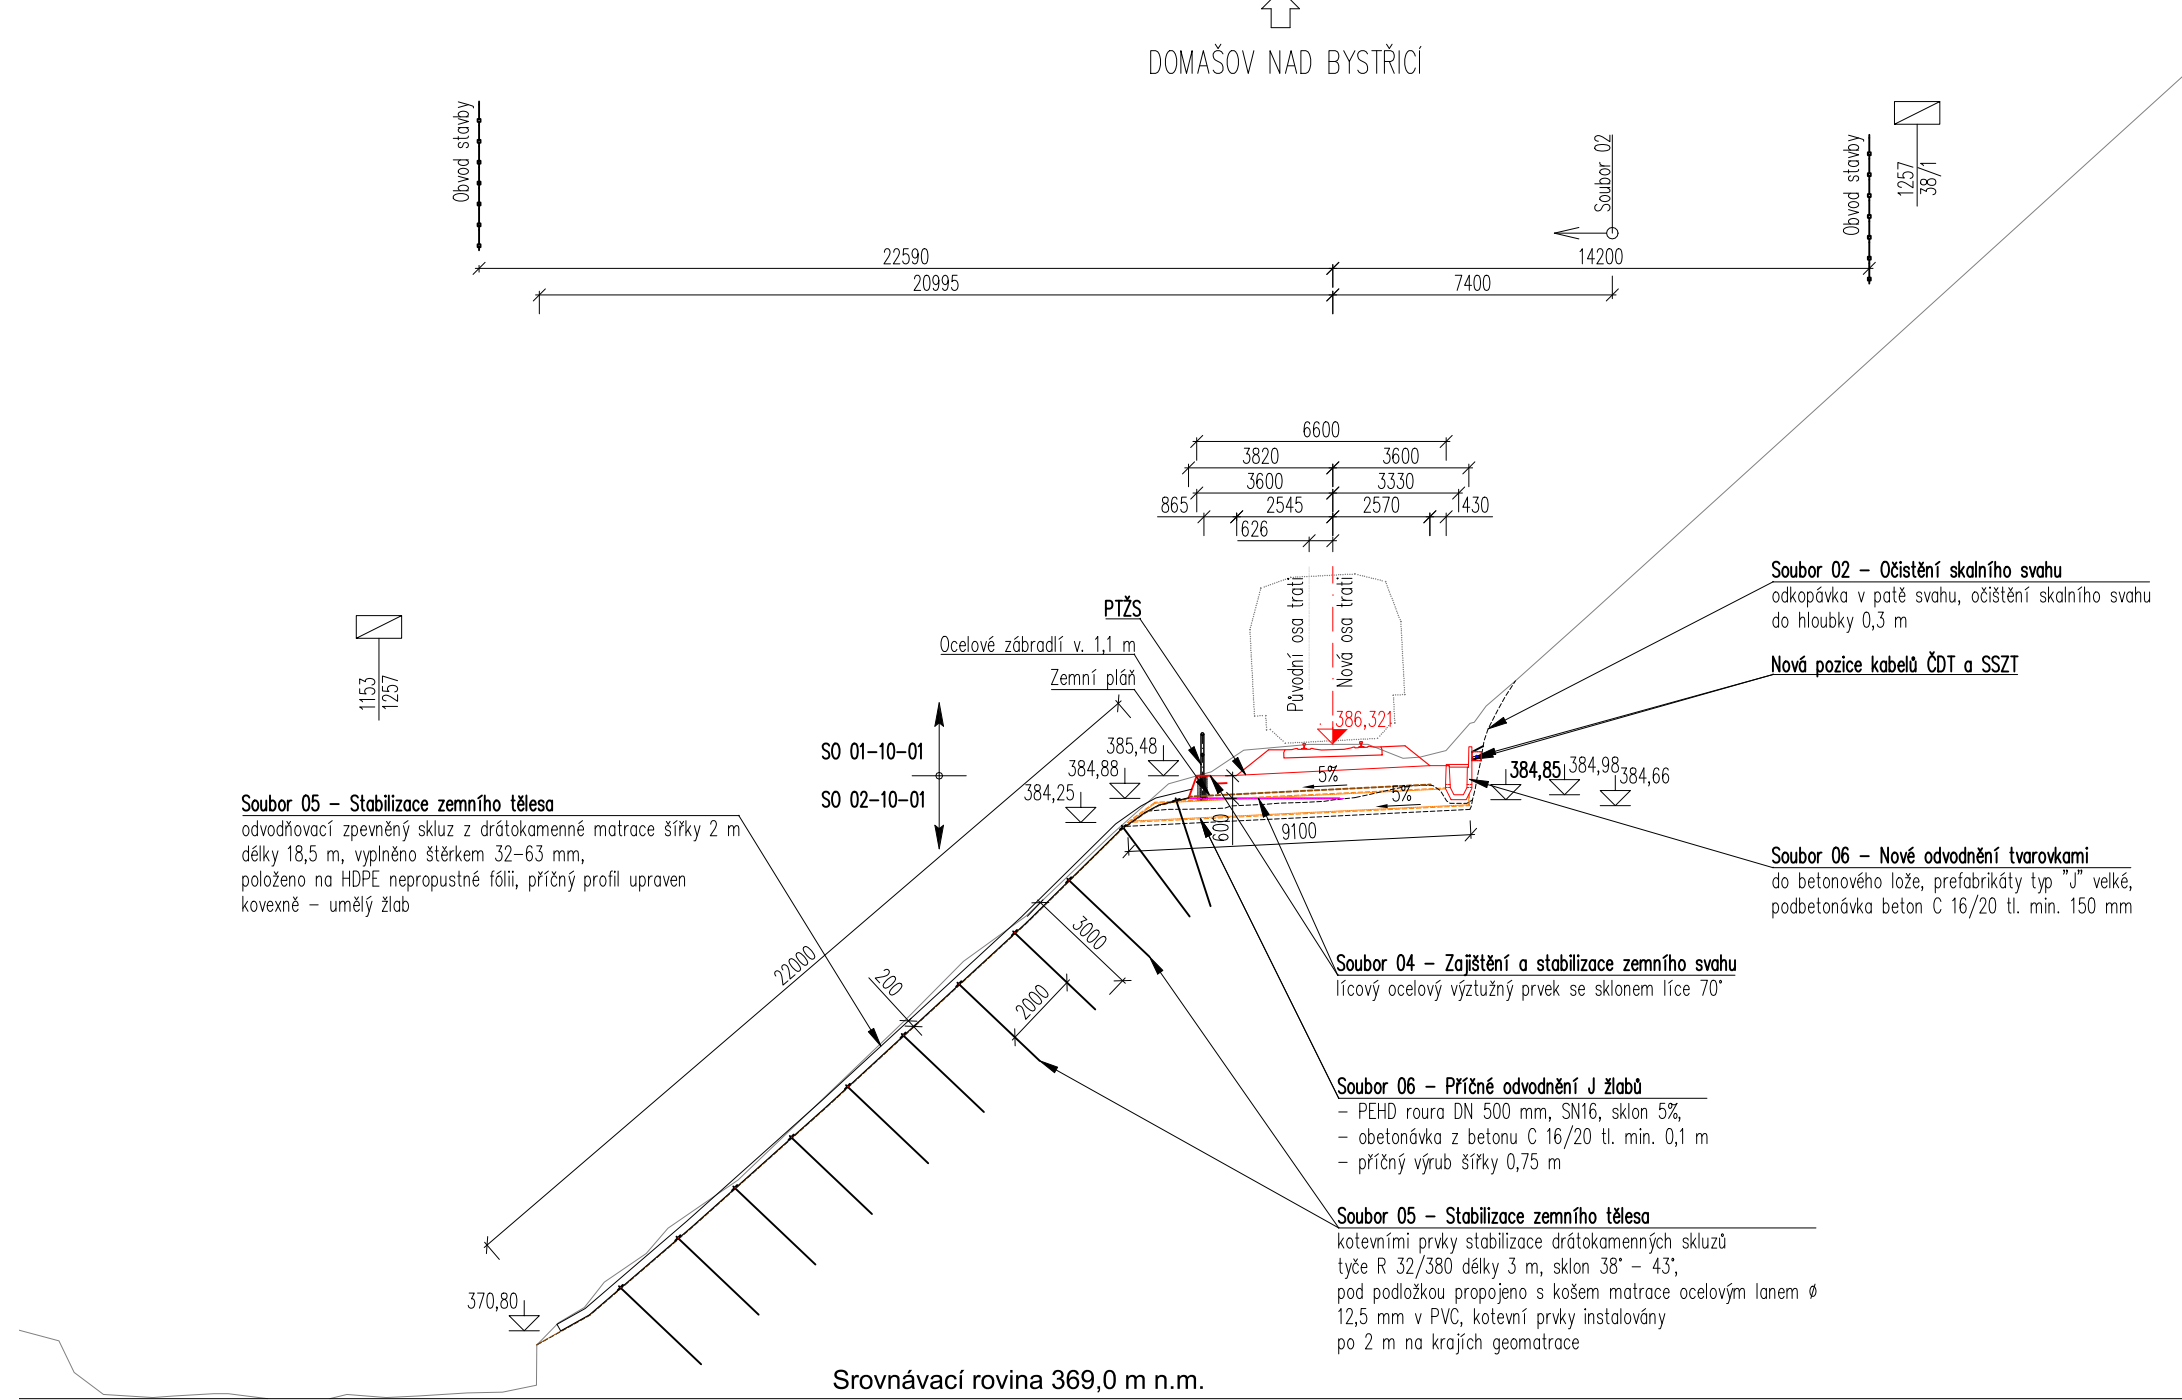 DOMAŠOV NAD BYSTŘICÍ
Obvod stavby
Soubor 02
Obvod stavby
1257
38/1
22590
14200
20995
7400
6600
3820
3600
3600
3330
865
2545
2570
430
626
Původní osa trati
Nová osa trati
386,321
PTŽS
Ocelové zábradlí v. 1,1 m
Zemní pláň
1153
1257
SO 01-10-01
SO 02-10-01
385,48
384,88
384,25
5%
5%
384,85
384,98
384,66
600
9100
Soubor 02 – Očistění skalního svahu
odkopávka v patě svahu, očištění skalního svahu
do hloubky 0,3 m
Nová pozice kabelů ČDT a SSZT
Soubor 05 – Stabilizace zemního tělesa
odvodňovací zpevněný skluz z drátokamenné matrace šířky 2 m
délky 18,5 m, vyplněno štěrkem 32–63 mm,
položeno na HDPE nepropustné fólii, příčný profil upraven
kovexně – umělý žlab
Soubor 06 – Nové odvodnění tvarovkami
do betonového lože, prefabrikáty typ "J" velké,
podbetonávka beton C 16/20 tl. min. 150 mm
22000
200
3000
2000
Soubor 04 – Zajištění a stabilizace zemního svahu
lícový ocelový výztužný prvek se sklonem líce 70°
Soubor 06 – Příčné odvodnění J žlabů
– PEHD roura DN 500 mm, SN16, sklon 5%,
– obetonávka z betonu C 16/20 tl. min. 0,1 m
– příčný výrub šířky 0,75 m
Soubor 05 – Stabilizace zemního tělesa
kotevními prvky stabilizace drátokamenných skluzů
tyče R 32/380 délky 3 m, sklon 38° – 43°,
pod podložkou propojeno s košem matrace ocelovým lanem ø
12,5 mm v PVC, kotevní prvky instalovány
po 2 m na krajích geomatrace
370,80
Srovnávací rovina 369,0 m n.m.